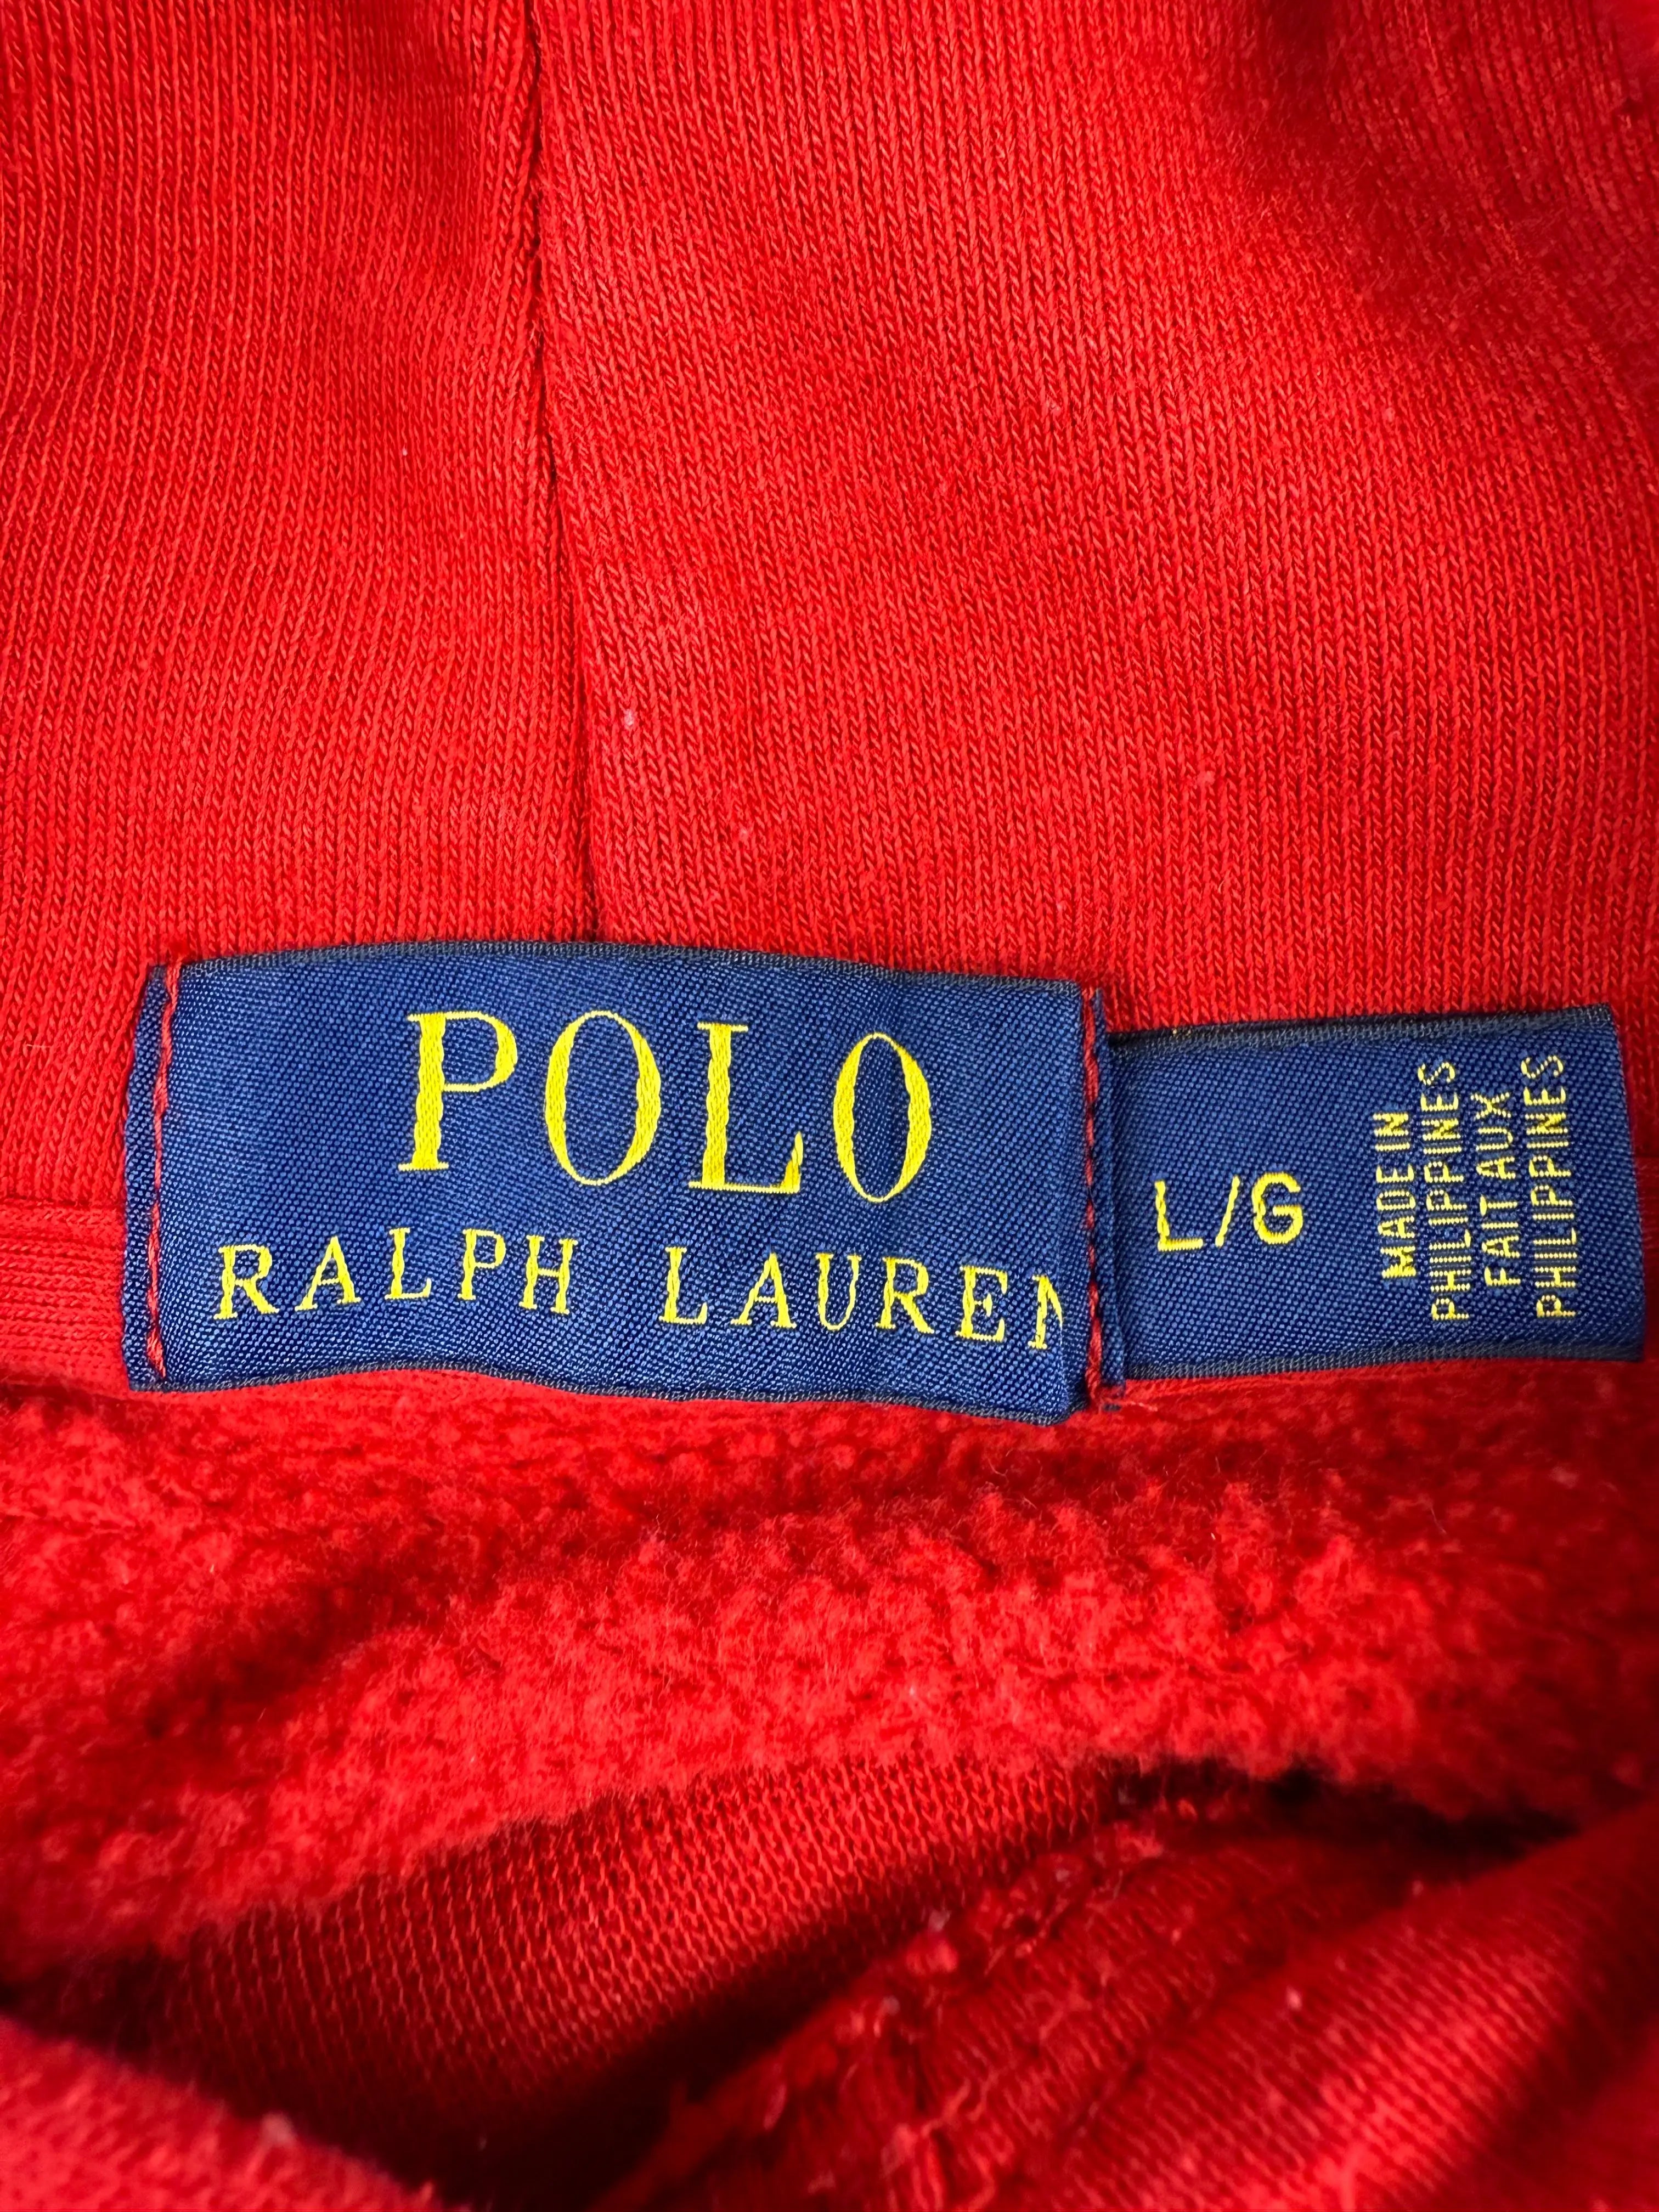 POLO
RALPH LAUREN
L/G
MADE IN
PHILIPPINES
FAIT AUX
PHILIPPINES